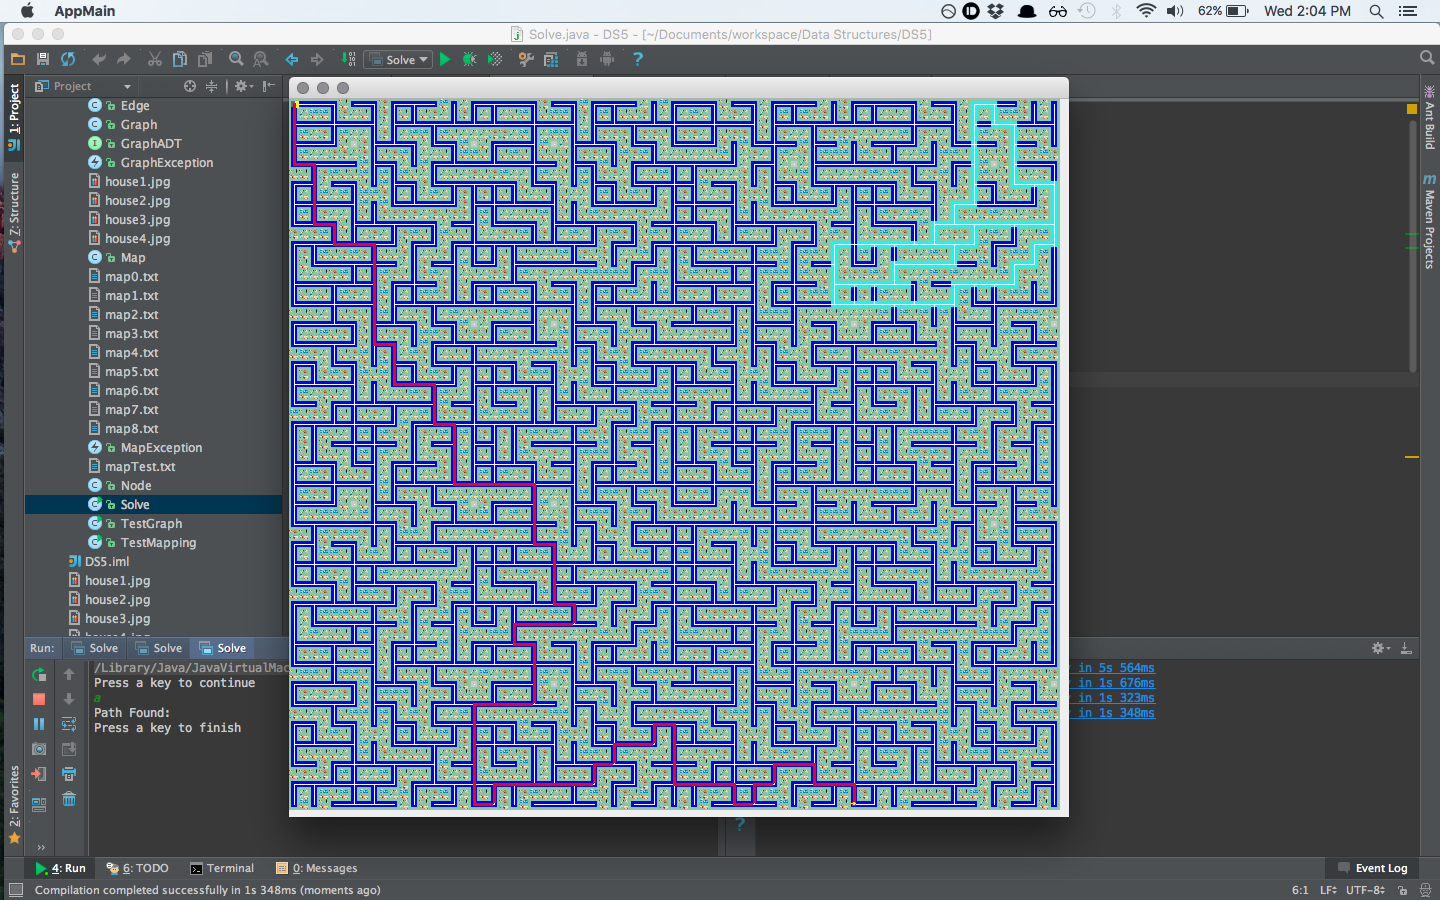 AppMain
62%
Wed 2:04 PM
Solve.java - DS5 - [~/Documents/workspace/Data Structures/DS5]
Solve
1: Project
Project
Edge
Graph
GraphADT
GraphException
house1.jpg
house2.jpg
house3.jpg
house4.jpg
Map
map0.txt
map1.txt
map2.txt
map3.txt
map4.txt
map5.txt
map6.txt
map7.txt
map8.txt
MapException
mapTest.txt
Node
Solve
TestGraph
TestMapping
DS5.iml
house1.jpg
house2.jpg
house3.jpg
7: Structure
2: Favorites
Ant Build
Maven Projects
Run:
Solve
Solve
Solve
/Library/Java/JavaVirtualMac
Press a key to continue
a
Path Found:
Press a key to finish
in 5s 564ms
in 1s 676ms
in 1s 323ms
in 1s 348ms
4: Run
6: TODO
Terminal
0: Messages
Event Log
Compilation completed successfully in 1s 348ms (moments ago)
6:1
LF
UTF-8